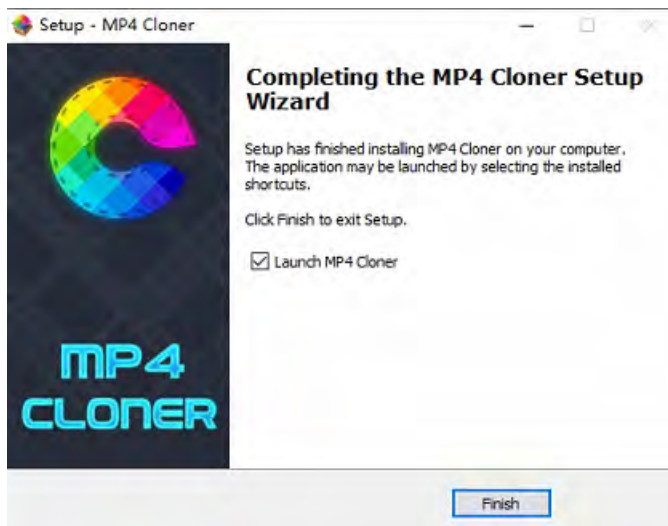 Setup - MP4 Cloner
Completing the MP4 Cloner Setup
Wizard
Setup has finished installing MP4 Cloner on your computer.
The application may be launched by selecting the installed
shortcuts.
Click Finish to exit Setup.
Launch MP4 Cloner
MP4
CLONER
Finish